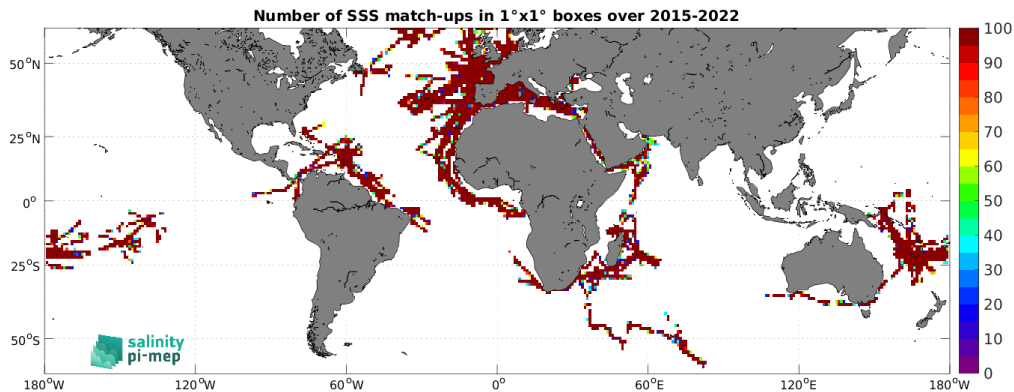 Number of SSS match-ups in 1°x1° boxes over 2015-2022
50°N
25°N
0°
25°S
50°S
180°W
120°W
60°W
0°
60°E
120°E
180°W
100
90
80
70
60
50
40
30
20
10
0
salinity
pi-mep